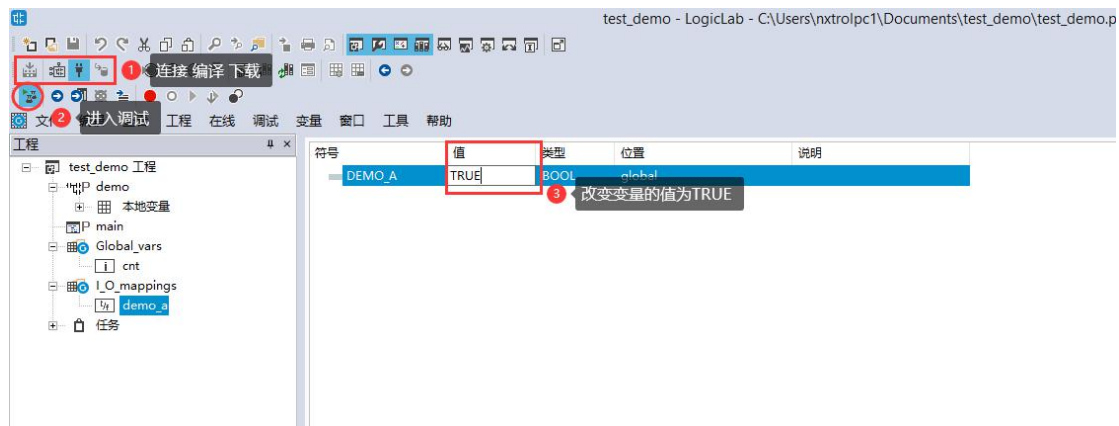 test_demo - LogicLab - C:\Users\nxtrolpc1\Documents\test_demo\test_demo.p
1 连接 编译 下载
2 进入调试
文 工程 在线 调试 变量 窗口 工具 帮助
工程
test_demo 工程
P demo
本地变量
P main
Global_vars
cnt
I_O_mappings
demo_a
任务
符号 值 类型 位置 说明
DEMO_A TRUE BOOL global
3 改变变量的值为TRUE